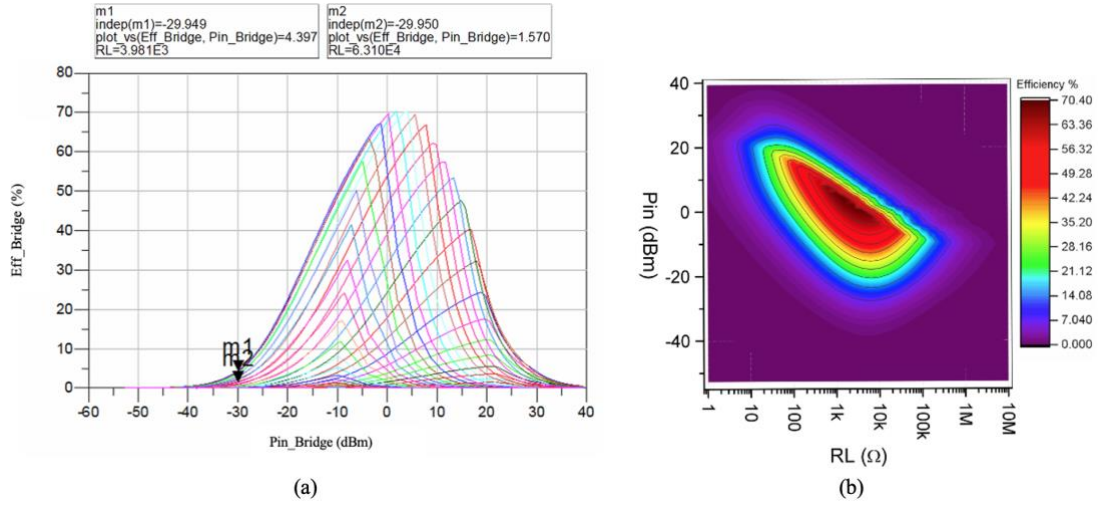 m1
indep(m1)=-29.949
plot_vs(Eff_Bridge, Pin_Bridge)=4.397
RL=3.981E3
m2
indep(m2)=-29.950
plot_vs(Eff_Bridge, Pin_Bridge)=1.570
RL=6.310E4
80
70
60
50
40
30
20
10
0
Eff_Bridge (%)
m1
-60
-50
-40
-30
-20
-10
0
10
20
30
40
Pin_Bridge (dBm)
(a)
40
20
0
-20
-40
Pin (dBm)
1
10
100
1k
10k
100k
1M
10M
RL (Ω)
Efficiency %
70.40
63.36
56.32
49.28
42.24
35.20
28.16
21.12
14.08
7.040
0.000
(b)